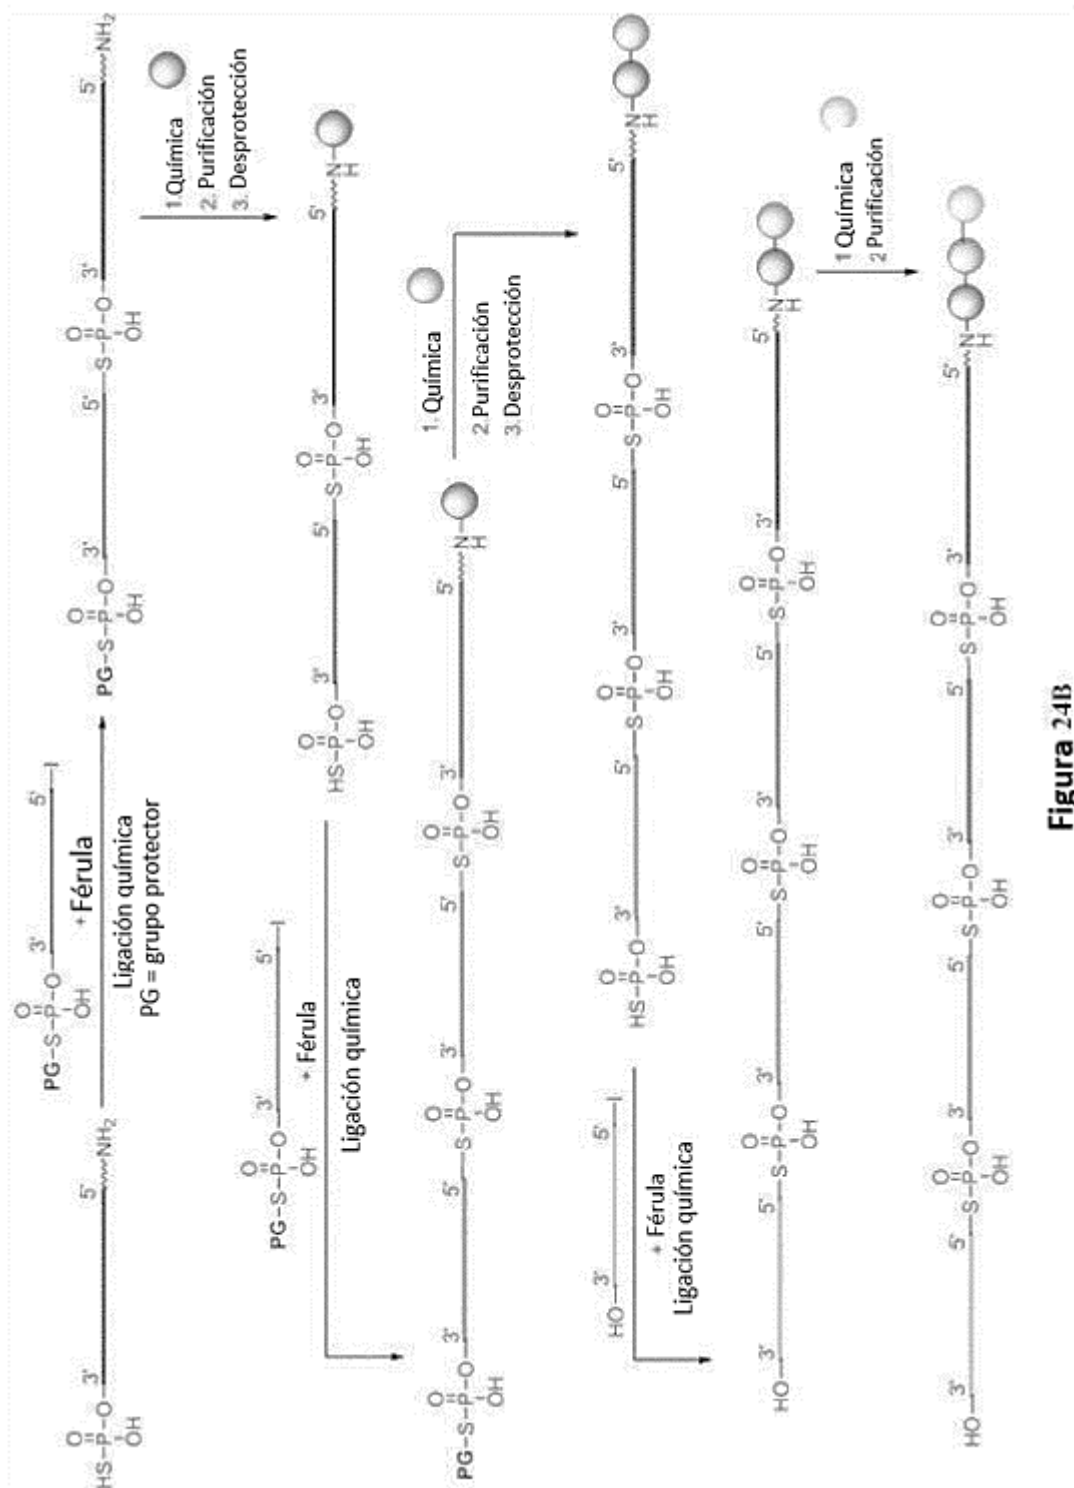 PG–S–P–O 3' 5' I
O
OH
+ Férula
HS–P–O 3' 5' NH₂
O
OH
Ligación química
PG = grupo protector
PG–S–P–O 3' 5' S–P–O 3' 5' NH₂
O O
OH OH
1.Química
2. Purificación
3. Desprotección
HS–P–O 3' 5' S–P–O 3' 5' N
O O
OH OH H
PG–S–P–O 3' 5' I
O
OH
+ Férula
Ligación química
PG–S–P–O 3' 5' S–P–O 3' 5' S–P–O 3' 5' N
O O O
OH OH OH H
1. Química
2.Purificación
3.Desprotección
HS–P–O 3' 5' S–P–O 3' 5' S–P–O 3' 5' N
O O O
OH OH OH H
HO 3' 5' I
+ Férula
Ligación química
HO 3' 5' S–P–O 3' 5' S–P–O 3' 5' S–P–O 3' 5' N
O O O
OH OH OH H
1 Química
2 Purificación
HO 3' 5' S–P–O 3' 5' S–P–O 3' 5' S–P–O 3' 5' N
O O O
OH OH OH H
Figura 24B